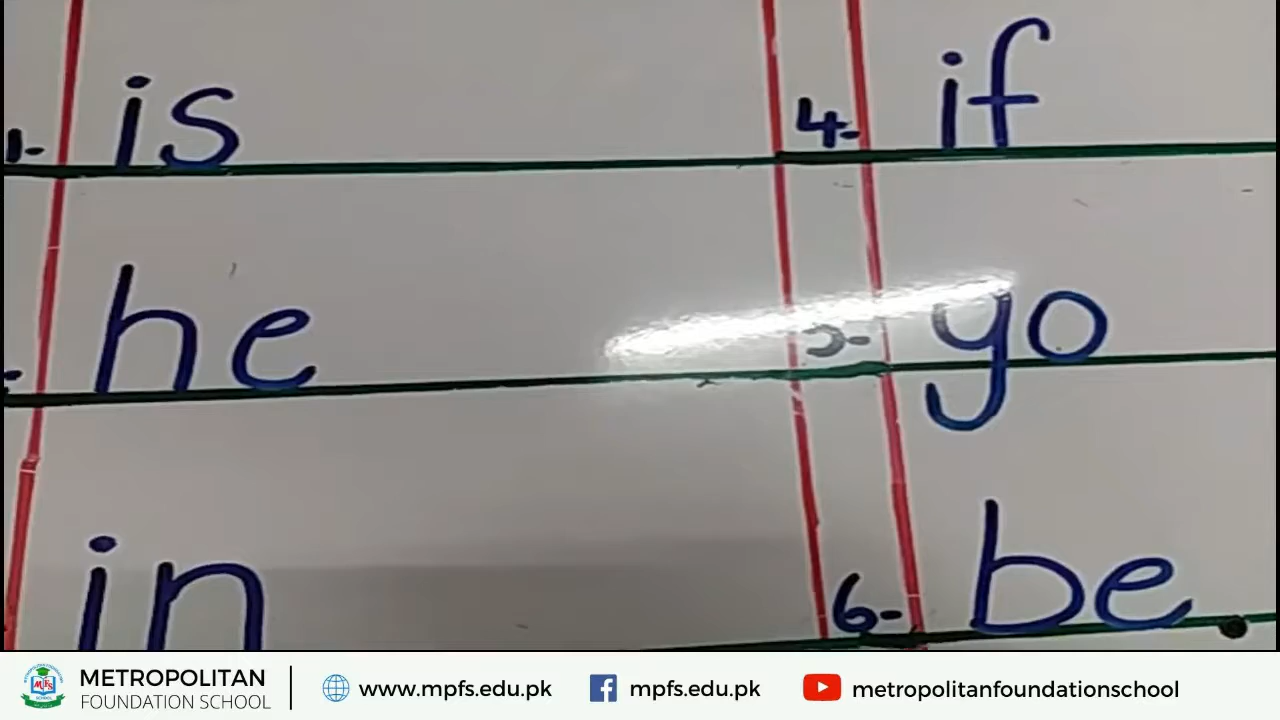 1- is
he
in
4- if
5- go
6- be.
METROPOLITAN
FOUNDATION SCHOOL
www.mpfs.edu.pk
mpfs.edu.pk
metropolitanfoundationschool